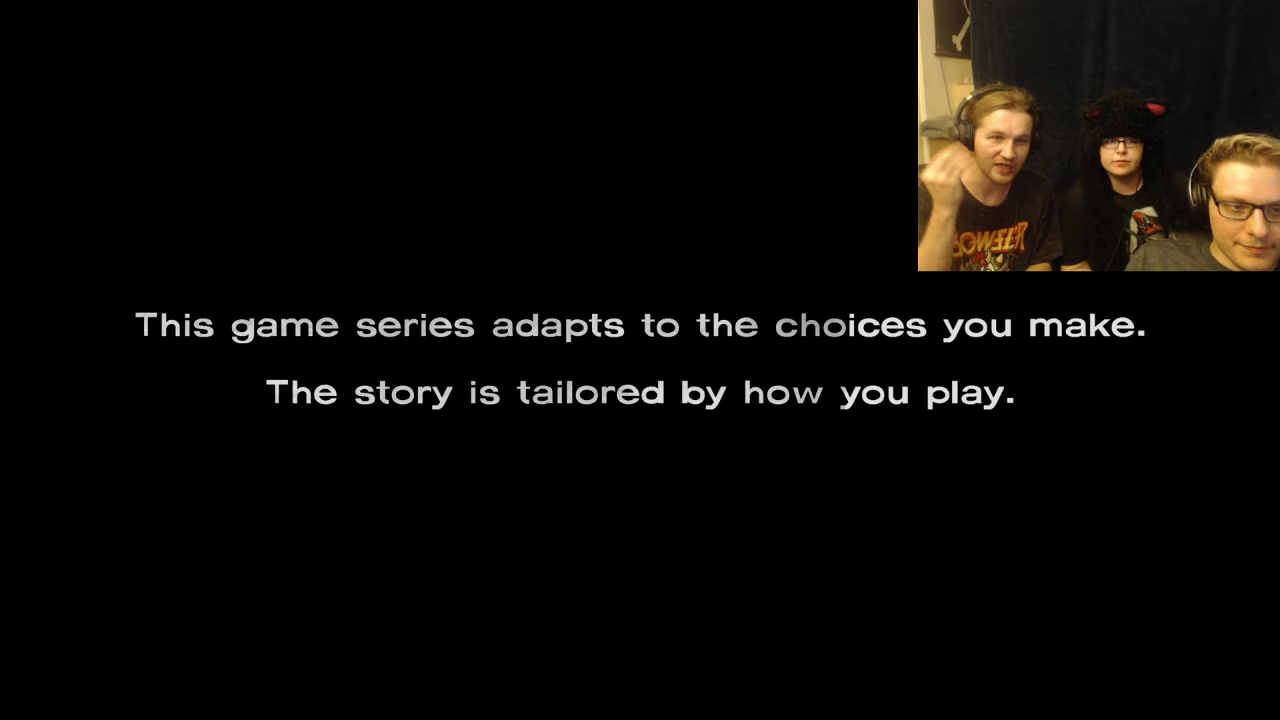 This game series adapts to the choices you make.
The story is tailored by how you play.